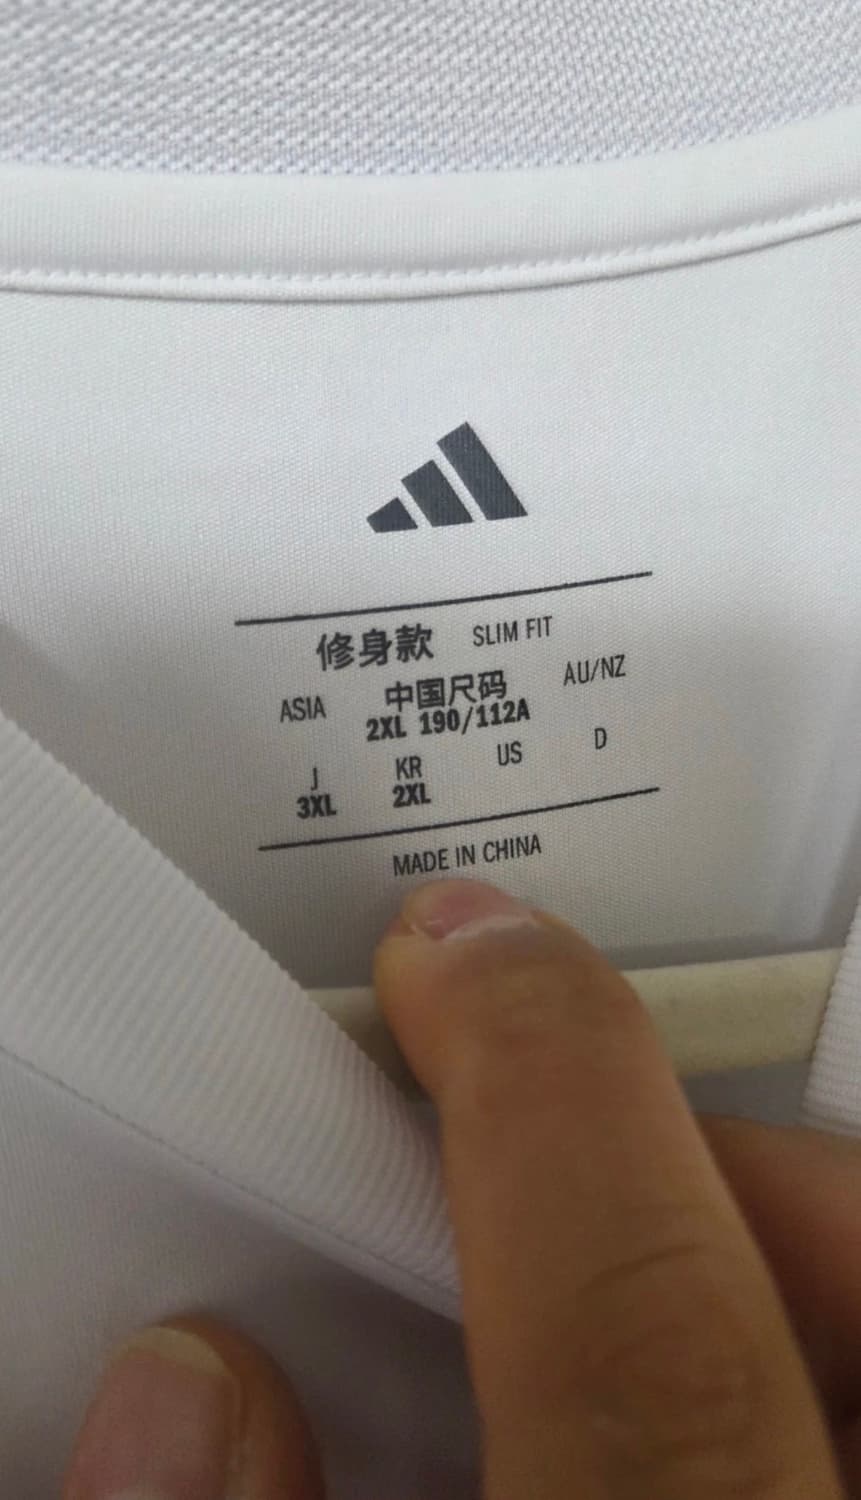 修身款 SLIM FIT
ASIA 中国尺码 AU/NZ
2XL 190/112A
J KR US D
3XL 2XL
MADE IN CHINA